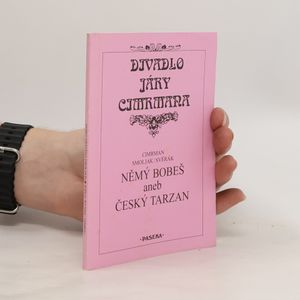 DIVADLO
JÁRY
CIMRMANA
CIMRMAN
SMOLJAK SVĚRÁK
NĚMÝ BOBEŠ
aneb
ČESKÝ TARZAN
·PASEKA·